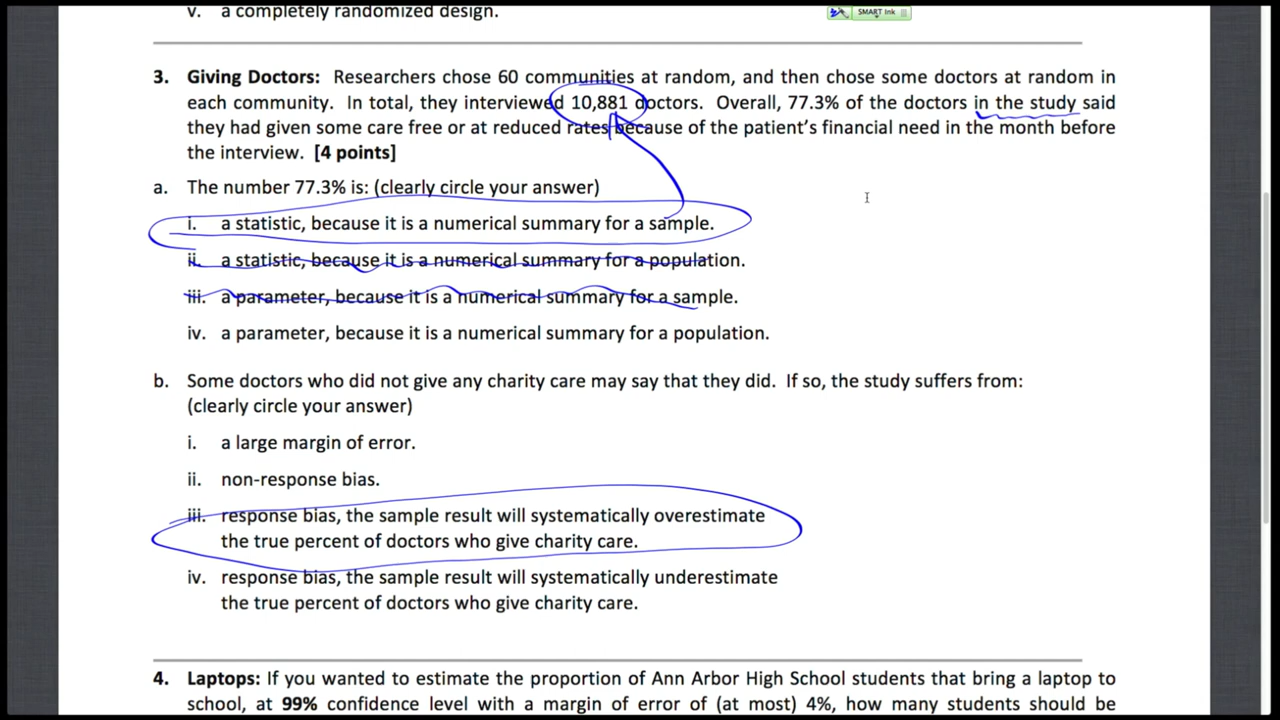 v. a completely randomized design.
SMART Ink
3. Giving Doctors: Researchers chose 60 communities at random, and then chose some doctors at random in
each community. In total, they interviewed 10,881 doctors. Overall, 77.3% of the doctors in the study said
they had given some care free or at reduced rates because of the patient's financial need in the month before
the interview. [4 points]
a. The number 77.3% is: (clearly circle your answer)
i. a statistic, because it is a numerical summary for a sample.
ii. a statistic, because it is a numerical summary for a population.
iii. a parameter, because it is a numerical summary for a sample.
iv. a parameter, because it is a numerical summary for a population.
b. Some doctors who did not give any charity care may say that they did. If so, the study suffers from:
(clearly circle your answer)
i. a large margin of error.
ii. non-response bias.
iii. response bias, the sample result will systematically overestimate
the true percent of doctors who give charity care.
iv. response bias, the sample result will systematically underestimate
the true percent of doctors who give charity care.
4. Laptops: If you wanted to estimate the proportion of Ann Arbor High School students that bring a laptop to
school, at 99% confidence level with a margin of error of (at most) 4%, how many students should be